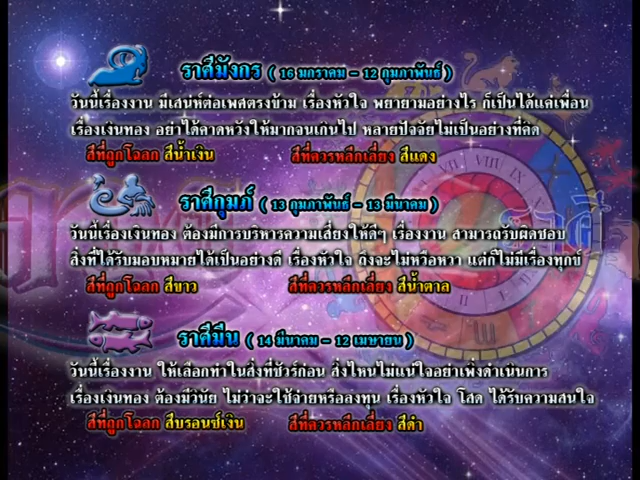 ราศีมังกร ( 16 มกราคม - 12 กุมภาพันธ์ )
วันนี้เรื่องงาน มีเสน่ห์ต่อเพศตรงข้าม เรื่องหัวใจ พยายามอย่างไร ก็เป็นได้แค่เพื่อน
เรื่องเงินทอง อย่าได้คาดหวังให้มากจนเกินไป หลายปัจจัยไม่เป็นอย่างที่คิด
สีที่ถูกโฉลก สีน้ำเงิน สีที่ควรหลีกเลี่ยง สีแดง
ราศีกุมภ์ ( 13 กุมภาพันธ์ - 13 มีนาคม )
วันนี้เรื่องเงินทอง ต้องมีการบริหารความเสี่ยงให้ดีๆ เรื่องงาน สามารถรับผิดชอบ
สิ่งที่ได้รับมอบหมายได้เป็นอย่างดี เรื่องหัวใจ ถึงจะไม่หรือหวา แต่ก็ไม่มีเรื่องทุกข์
สีที่ถูกโฉลก สีขาว สีที่ควรหลีกเลี่ยง สีน้ำตาล
ราศีมีน ( 14 มีนาคม - 12 เมษายน )
วันนี้เรื่องงาน ให้เลือกทำในสิ่งที่ชัวร์ก่อน สิ่งไหนไม่แน่ใจอย่าเพิ่งดำเนินการ
เรื่องเงินทอง ต้องมีวินัย ไม่ว่าจะใช้จ่ายหรือลงทุน เรื่องหัวใจ โสด ได้รับความสนใจ
สีที่ถูกโฉลก สีบรอนซ์เงิน สีที่ควรหลีกเลี่ยง สีดำ